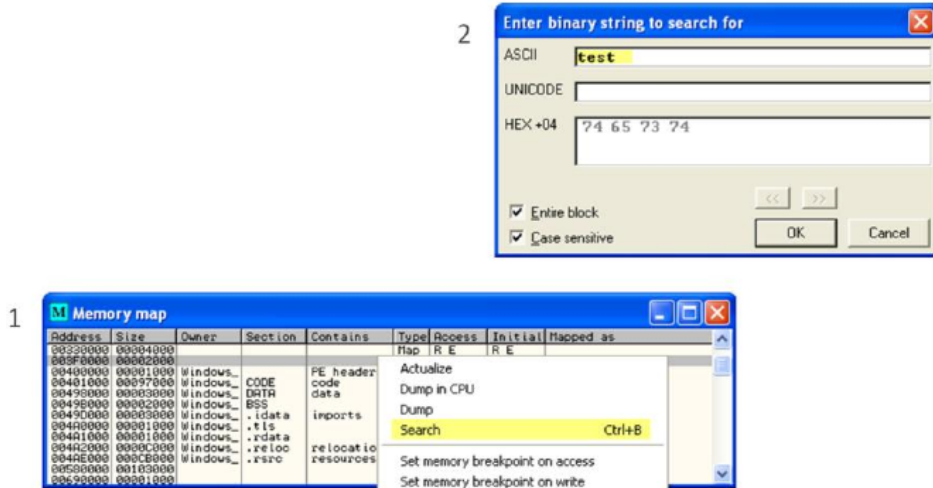 2
Enter binary string to search for
ASCII test
UNICODE
HEX +04 74 65 73 74
<< >>
Entire block
Case sensitive
OK Cancel
1
M Memory map
Address Size Owner Section Contains Type Access Initial Mapped as
00330000 00004000 Map R E R E
003F0000 00002000
00400000 00001000 Windows_ PE header
00401000 00097000 Windows_ CODE code
00498000 00003000 Windows_ DATA data
0049B000 00002000 Windows_ BSS
0049D000 00003000 Windows_ .idata imports
004A0000 00001000 Windows_ .tls
004A1000 00001000 Windows_ .rdata
004A2000 0000C000 Windows_ .reloc relocatio
004AE000 000CB000 Windows_ .rsrc resources
00580000 00103000
00690000 00001000
Actualize
Dump in CPU
Dump
Search Ctrl+B
Set memory breakpoint on access
Set memory breakpoint on write